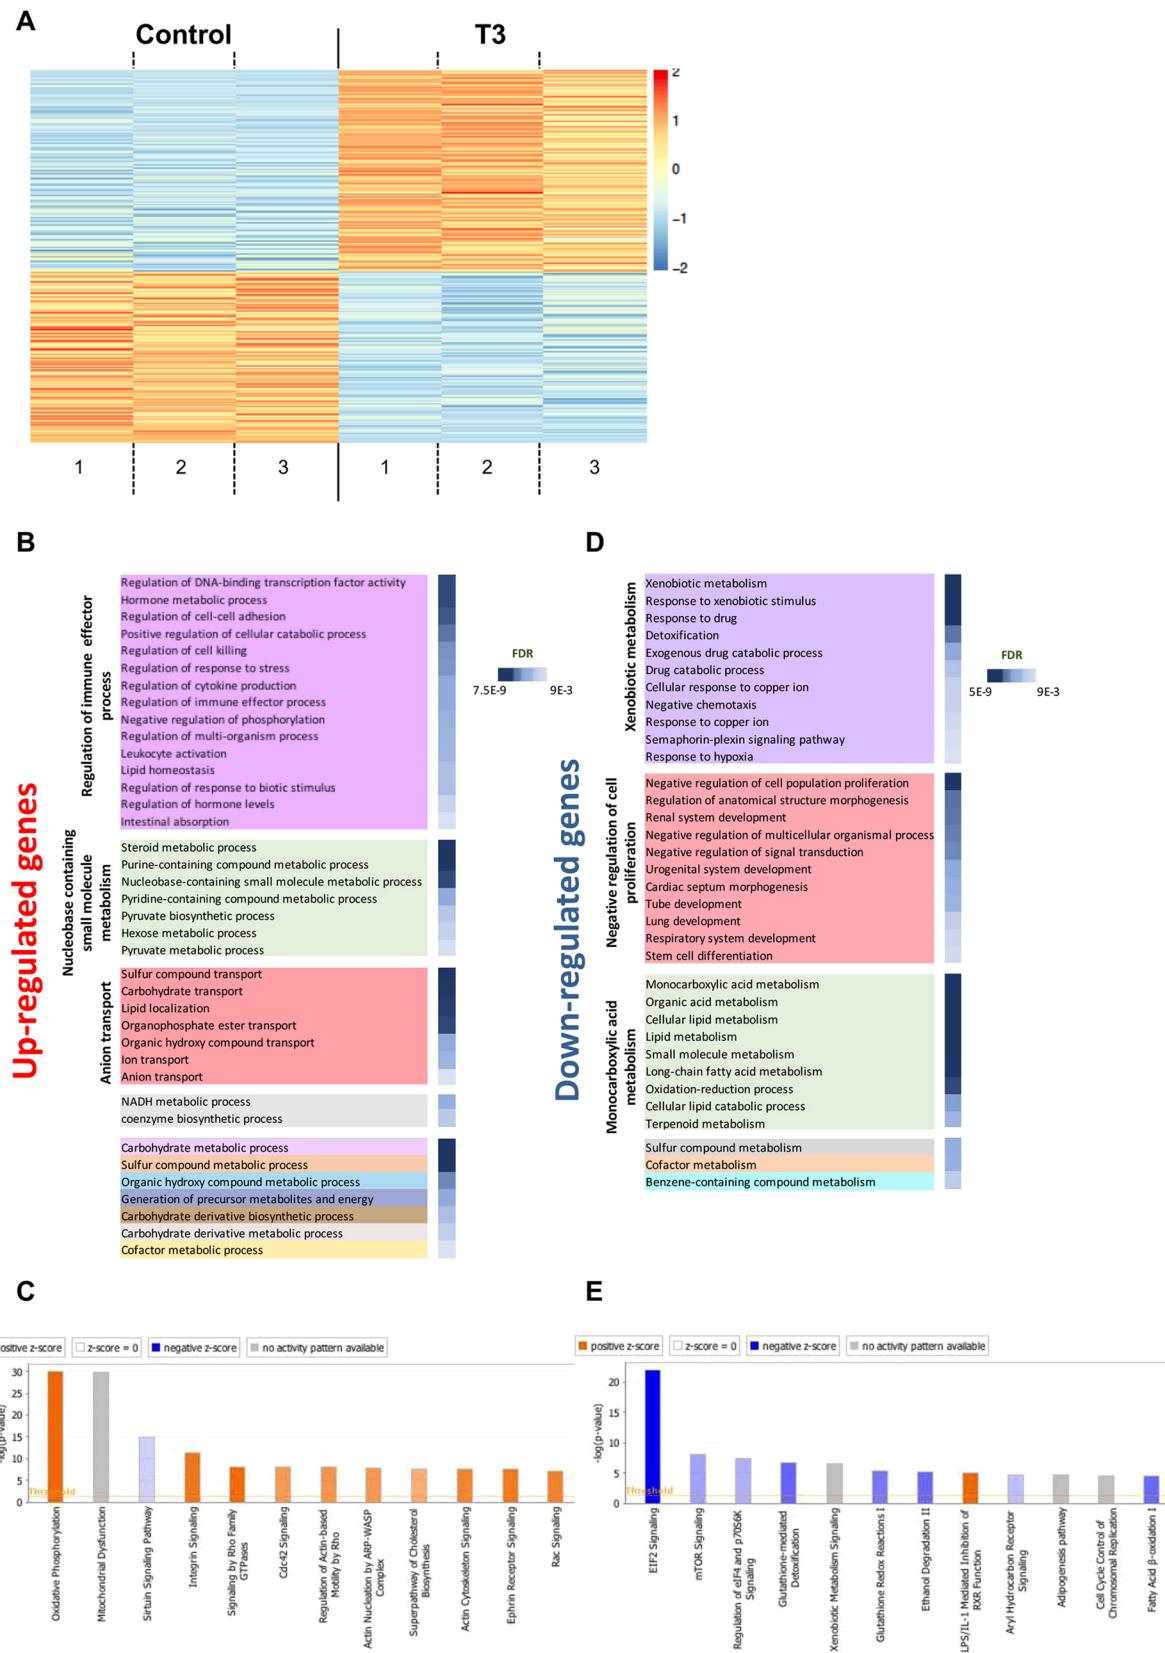 A
Control
T3
2
1
0
−1
−2
1
2
3
1
2
3
B
Up-regulated genes
Regulation of immune effector
process
Regulation of DNA-binding transcription factor activity
Hormone metabolic process
Regulation of cell-cell adhesion
Positive regulation of cellular catabolic process
Regulation of cell killing
Regulation of response to stress
Regulation of cytokine production
Regulation of immune effector process
Negative regulation of phosphorylation
Regulation of multi-organism process
Leukocyte activation
Lipid homeostasis
Regulation of response to biotic stimulus
Regulation of hormone levels
Intestinal absorption
FDR
7.5E-9
9E-3
Nucleobase containing
small molecule
metabolism
Steroid metabolic process
Purine-containing compound metabolic process
Nucleobase-containing small molecule metabolic process
Pyridine-containing compound metabolic process
Pyruvate biosynthetic process
Hexose metabolic process
Pyruvate metabolic process
Anion transport
Sulfur compound transport
Carbohydrate transport
Lipid localization
Organophosphate ester transport
Organic hydroxy compound transport
Ion transport
Anion transport
NADH metabolic process
coenzyme biosynthetic process
Carbohydrate metabolic process
Sulfur compound metabolic process
Organic hydroxy compound metabolic process
Generation of precursor metabolites and energy
Carbohydrate derivative biosynthetic process
Carbohydrate derivative metabolic process
Cofactor metabolic process
D
Down-regulated genes
Xenobiotic metabolism
Xenobiotic metabolism
Response to xenobiotic stimulus
Response to drug
Detoxification
Exogenous drug catabolic process
Drug catabolic process
Cellular response to copper ion
Negative chemotaxis
Response to copper ion
Semaphorin-plexin signaling pathway
Response to hypoxia
FDR
5E-9
9E-3
Negative regulation of cell
proliferation
Negative regulation of cell population proliferation
Regulation of anatomical structure morphogenesis
Renal system development
Negative regulation of multicellular organismal process
Negative regulation of signal transduction
Urogenital system development
Cardiac septum morphogenesis
Tube development
Lung development
Respiratory system development
Stem cell differentiation
Monocarboxylic acid
metabolism
Monocarboxylic acid metabolism
Organic acid metabolism
Cellular lipid metabolism
Lipid metabolism
Small molecule metabolism
Long-chain fatty acid metabolism
Oxidation-reduction process
Cellular lipid catabolic process
Terpenoid metabolism
Sulfur compound metabolism
Cofactor metabolism
Benzene-containing compound metabolism
C
ositive z-score
z-score = 0
negative z-score
no activity pattern available
-log(p-value)
30
25
20
15
10
5
0
Threshold
Oxidative Phosphorylation
Mitochondrial Dysfunction
Sirtuin Signaling Pathway
Integrin Signaling
Signaling by Rho Family
GTPases
Cdc42 Signaling
Regulation of Actin-based
Motility by Rho
Actin Nucleation by ARP-WASP
Complex
Superpathway of Cholesterol
Biosynthesis
Actin Cytoskeleton Signaling
Ephrin Receptor Signaling
Rac Signaling
E
positive z-score
z-score = 0
negative z-score
no activity pattern available
-log(p-value)
20
15
10
5
0
Threshold
EIF2 Signaling
mTOR Signaling
Regulation of eIF4 and p70S6K
Signaling
Glutathione-mediated
Detoxification
Xenobiotic Metabolism Signaling
Glutathione Redox Reactions I
Ethanol Degradation II
LPS/IL-1 Mediated Inhibition of
RXR Function
Aryl Hydrocarbon Receptor
Signaling
Adipogenesis pathway
Cell Cycle Control of
Chromosomal Replication
Fatty Acid β-oxidation I